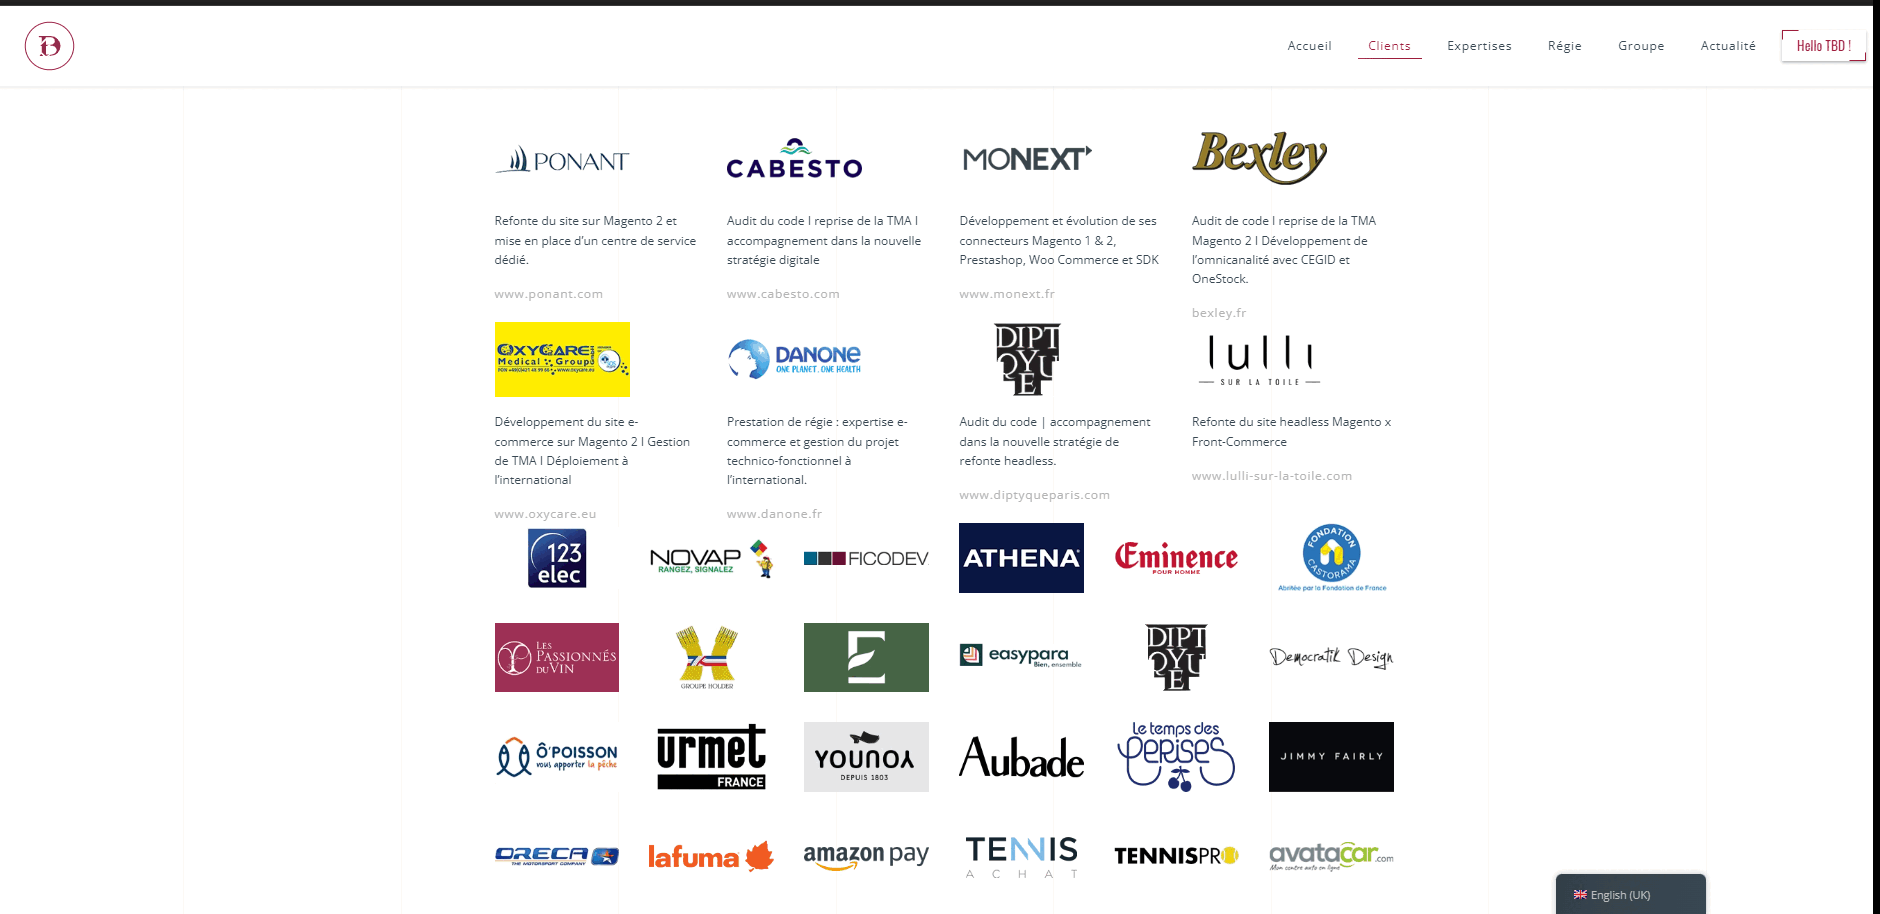 B
Accueil
Clients
Expertises
Régie
Groupe
Actualité
Hello TBD !
PONANT
CABESTO
MONEXT
Bexley
Refonte du site sur Magento 2 et
mise en place d’un centre de service
dédié.
www.ponant.com
Audit du code I reprise de la TMA I
accompagnement dans la nouvelle
stratégie digitale
www.cabesto.com
Développement et évolution de ses
connecteurs Magento 1 & 2,
Prestashop, Woo Commerce et SDK
www.monext.fr
Audit de code I reprise de la TMA
Magento 2 I Développement de
l’omnicanalité avec CEGID et
OneStock.
bexley.fr
OXYCARE
Medical Group
DANONE
ONE PLANET. ONE HEALTH
DIPT
QYU
E
lulli
SUR LA TOILE
Développement du site e-
commerce sur Magento 2 I Gestion
de TMA I Déploiement à
l’international
www.oxycare.eu
Prestation de régie : expertise e-
commerce et gestion du projet
technico-fonctionnel à
l’international.
www.danone.fr
Audit du code | accompagnement
dans la nouvelle stratégie de
refonte headless.
www.diptyqueparis.com
Refonte du site headless Magento x
Front-Commerce
www.lulli-sur-la-toile.com
123
elec
NOVAP
RANGEZ, SIGNALEZ
FICODEV
ATHENA
Eminence
POUR HOMME
FONDATION
CASTORAMA
Abritée par la Fondation de France
LES
PASSIONNÉS
DU VIN
GROUPE HOLDER
E
easypara
Bien, ensemble
DIPT
QYU
E
Democratik Design
Ô'POISSON
vous apporter la pêche
urmet
FRANCE
YOUNOY
DEPUIS 1803
Aubade
Le temps des
cerises
JIMMY FAIRLY
ORECA
THE MOTORSPORT COMPANY
lafuma
amazon pay
TENNIS
ACHAT
TENNISPRO
avatacar.com
Mon centre auto en ligne
English (UK)